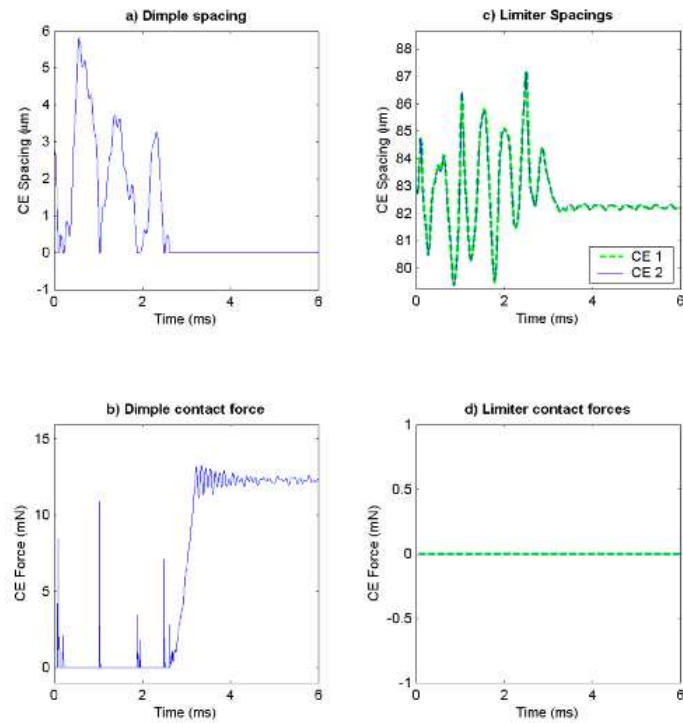 a) Dimple spacing
6
5
4
3
2
1
0
-1
CE Spacing (μm)
0 2 4 6
Time (ms)
c) Limiter Spacings
88
87
86
85
84
83
82
81
80
CE Spacing (μm)
CE 1
CE 2
0 2 4 6
Time (ms)
b) Dimple contact force
15
10
5
0
CE Force (mN)
0 2 4 6
Time (ms)
d) Limiter contact forces
1
0.5
0
-0.5
-1
CE Force (mN)
0 2 4 6
Time (ms)